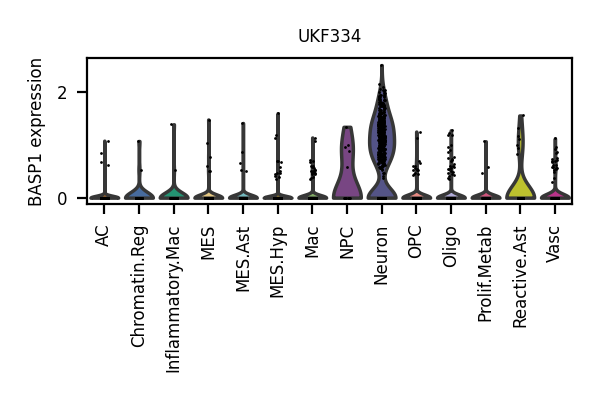 UKF334
BASP1 expression
2
0
AC
Chromatin.Reg
Inflammatory.Mac
MES
MES.Ast
MES.Hyp
Mac
NPC
Neuron
OPC
Oligo
Prolif.Metab
Reactive.Ast
Vasc